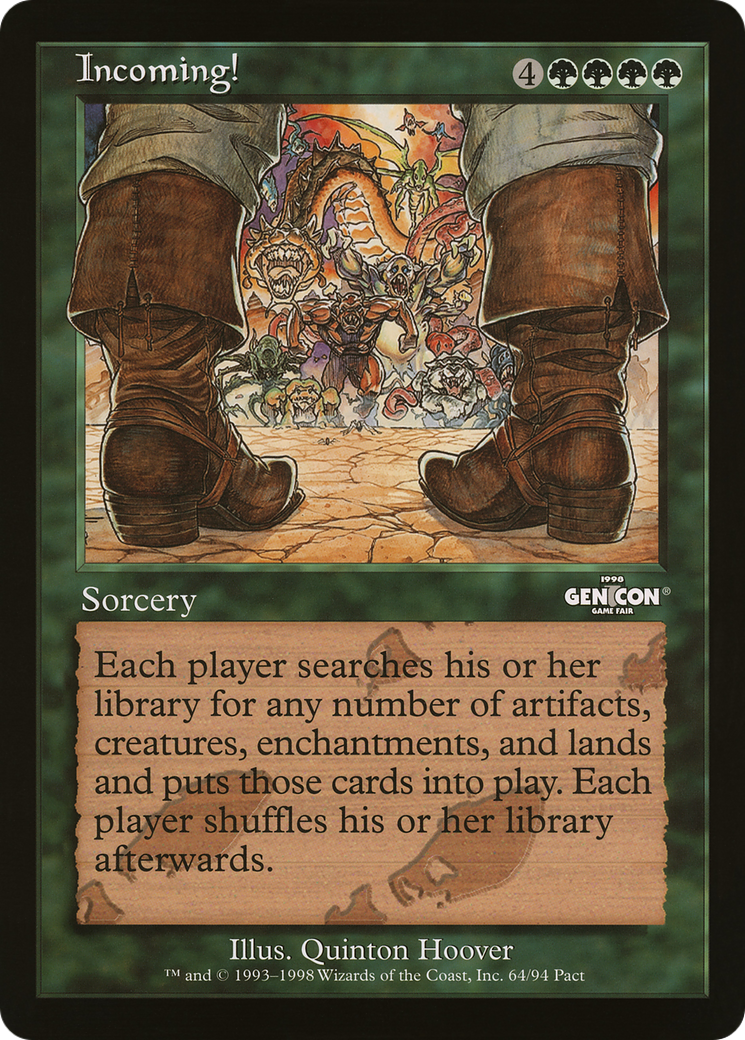 Incoming!
4
Sorcery
1998
GEN CON®
GAME FAIR
Each player searches his or her
library for any number of artifacts,
creatures, enchantments, and lands
and puts those cards into play. Each
player shuffles his or her library
afterwards.
Illus. Quinton Hoover
™ and © 1993–1998 Wizards of the Coast, Inc. 64/94 Pact